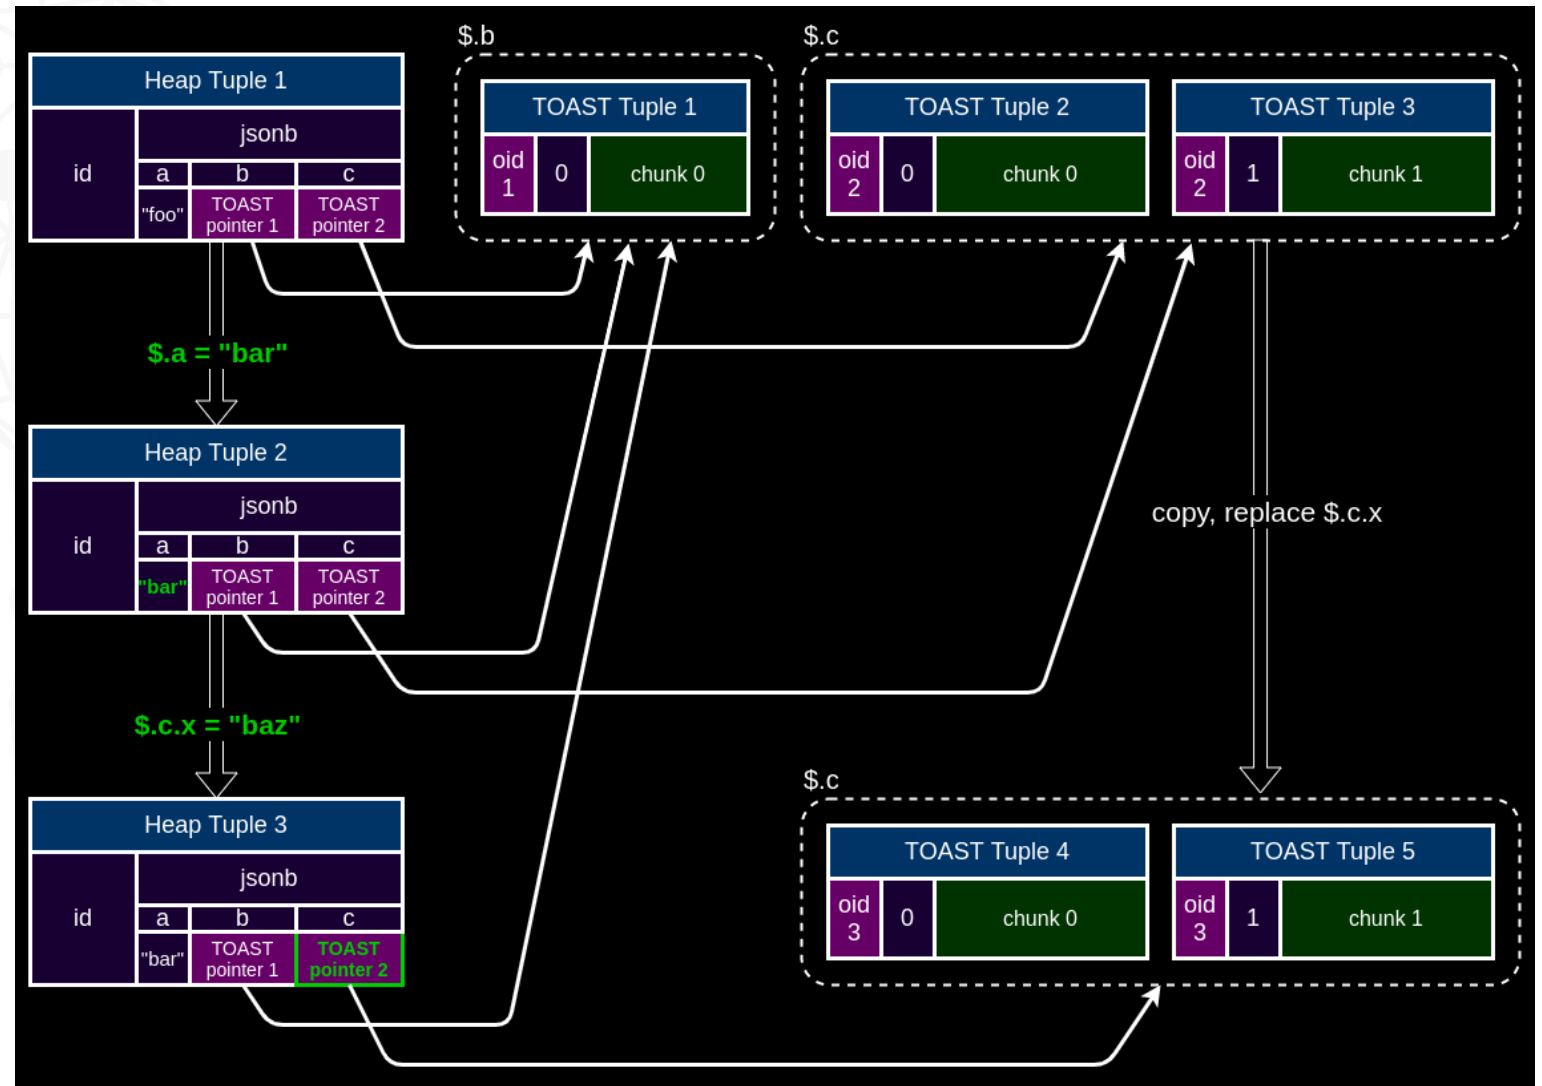 $.b
$.c
Heap Tuple 1
id
jsonb
a
b
c
"foo"
TOAST
pointer 1
TOAST
pointer 2
TOAST Tuple 1
oid
1
0
chunk 0
TOAST Tuple 2
oid
2
0
chunk 0
TOAST Tuple 3
oid
2
1
chunk 1
$.a = "bar"
Heap Tuple 2
id
jsonb
a
b
c
"bar"
TOAST
pointer 1
TOAST
pointer 2
copy, replace $.c.x
$.c.x = "baz"
Heap Tuple 3
id
jsonb
a
b
c
"bar"
TOAST
pointer 1
TOAST
pointer 2
$.c
TOAST Tuple 4
oid
3
0
chunk 0
TOAST Tuple 5
oid
3
1
chunk 1